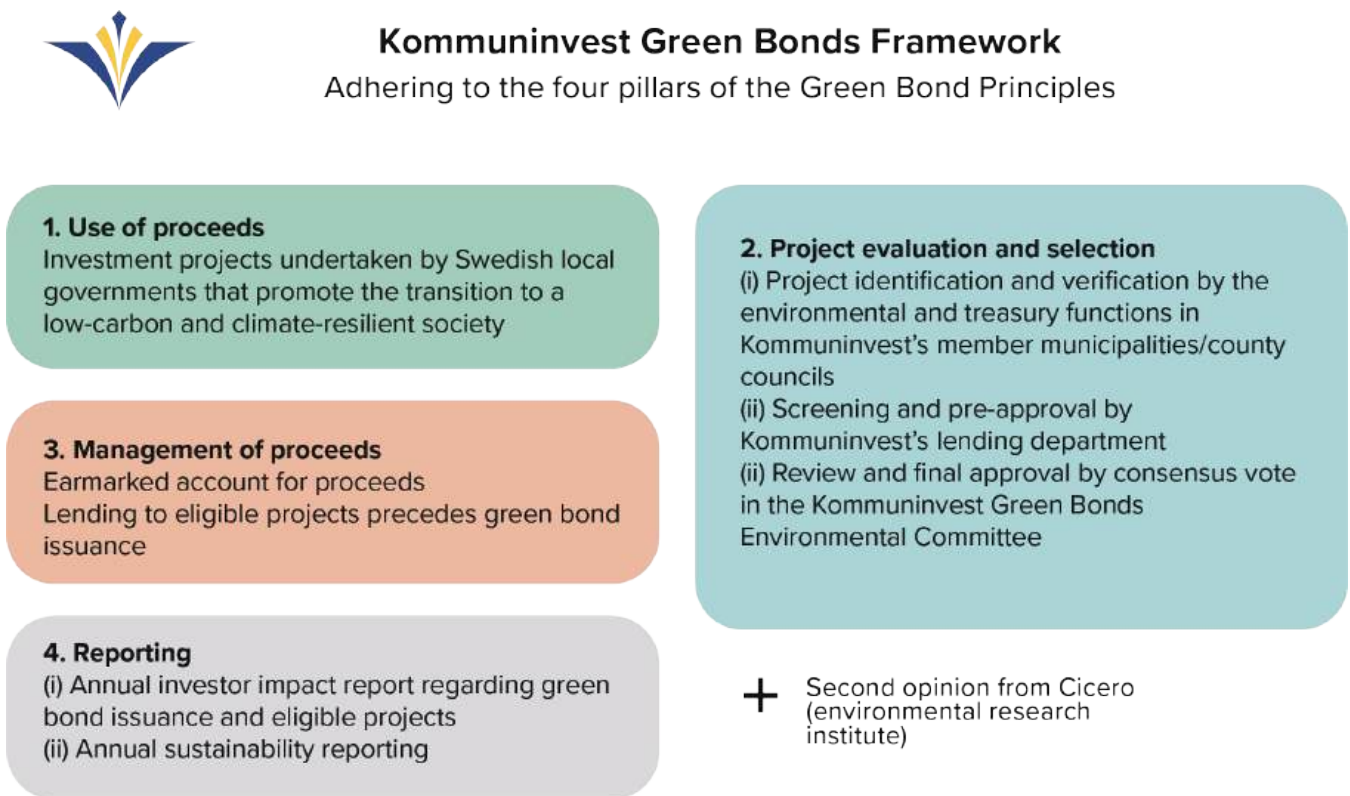 Kommuninvest Green Bonds Framework
Adhering to the four pillars of the Green Bond Principles
1. Use of proceeds
Investment projects undertaken by Swedish local
governments that promote the transition to a
low-carbon and climate-resilient society
2. Project evaluation and selection
(i) Project identification and verification by the
environmental and treasury functions in
Kommuninvest's member municipalities/county
councils
(ii) Screening and pre-approval by
Kommuninvest's lending department
(ii) Review and final approval by consensus vote
in the Kommuninvest Green Bonds
Environmental Committee
3. Management of proceeds
Earmarked account for proceeds
Lending to eligible projects precedes green bond
issuance
4. Reporting
(i) Annual investor impact report regarding green
bond issuance and eligible projects
(ii) Annual sustainability reporting
+ Second opinion from Cicero
(environmental research
institute)